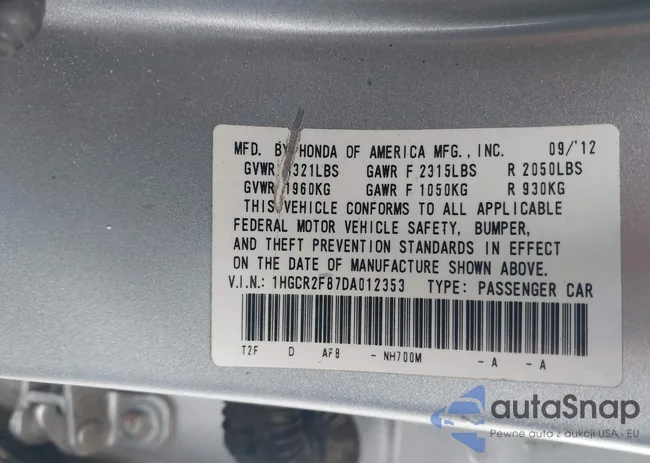 MFD. BY HONDA OF AMERICA MFG., INC. 09/'12
GVWR 321LBS GAWR F 2315LBS R 2050LBS
GVWR 1960KG GAWR F 1050KG R 930KG
THIS VEHICLE CONFORMS TO ALL APPLICABLE
FEDERAL MOTOR VEHICLE SAFETY, BUMPER,
AND THEFT PREVENTION STANDARDS IN EFFECT
ON THE DATE OF MANUFACTURE SHOWN ABOVE.
V.I.N.: 1HGCR2F87DA012353 TYPE: PASSENGER CAR
T2F D AF8 - NH700M - A - A
autaSnap
Pewne auta z aukcji USA i EU